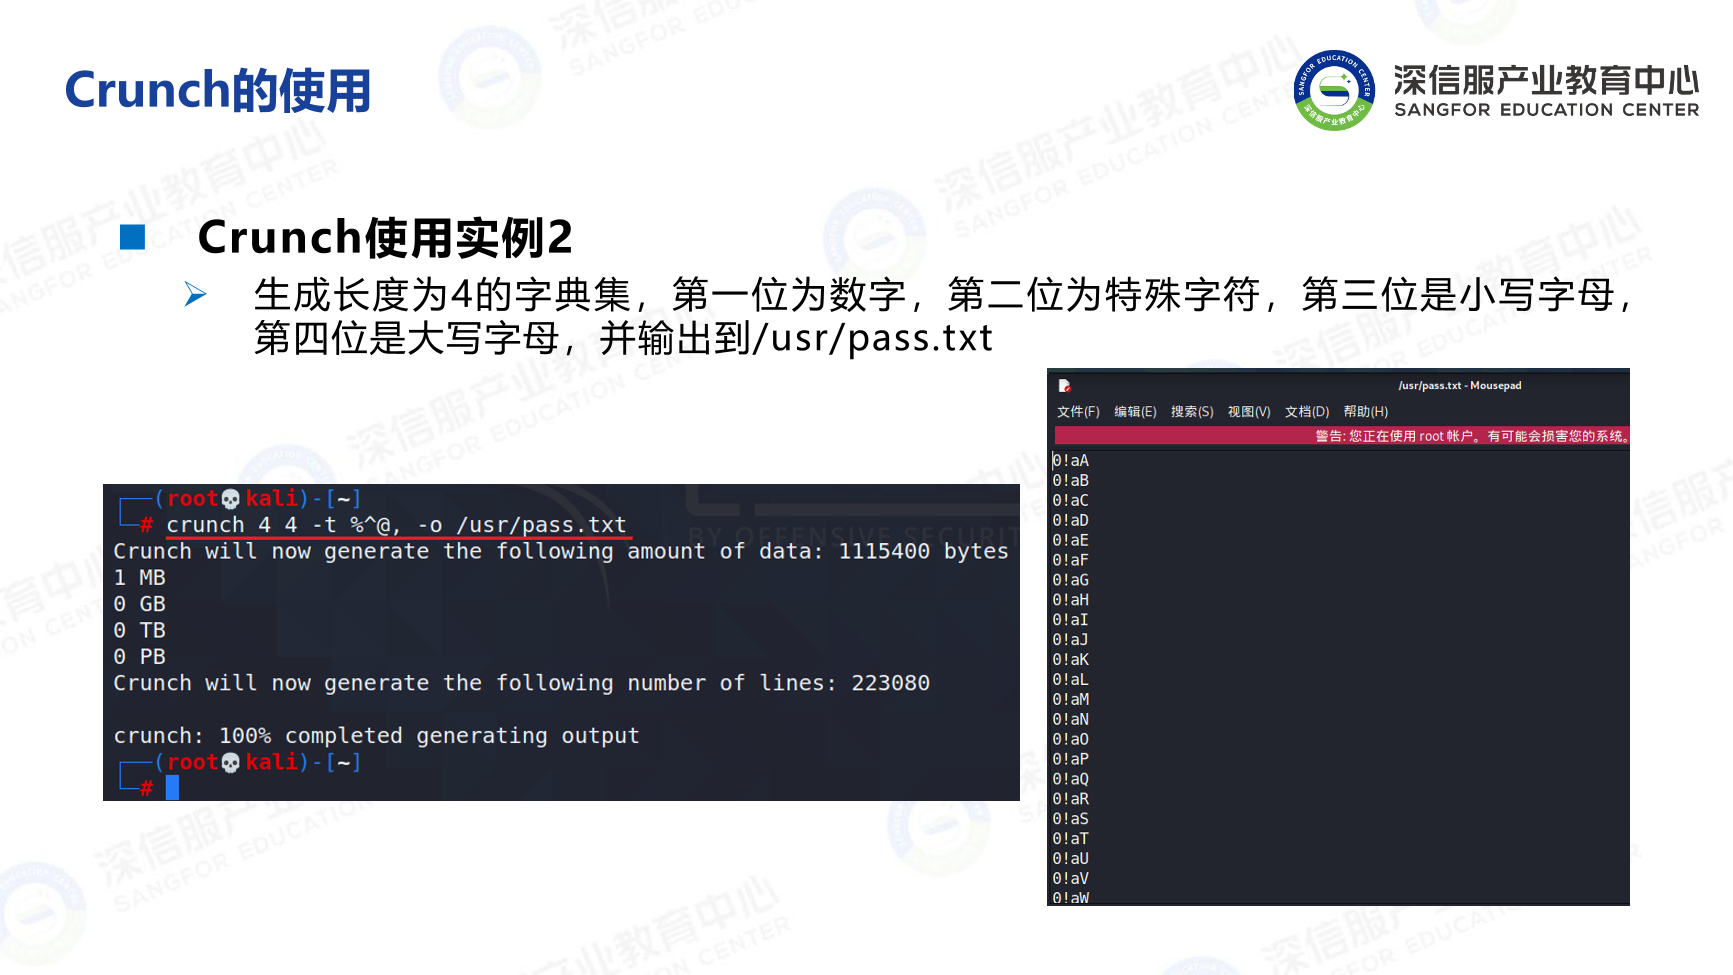 Crunch的使用
深信服产业教育中心
SANGFOR EDUCATION CENTER
Crunch使用实例2
生成长度为4的字典集，第一位为数字，第二位为特殊字符，第三位是小写字母，
第四位是大写字母，并输出到/usr/pass.txt
┌──(root💀kali)-[~]
└─# crunch 4 4 -t %^@, -o /usr/pass.txt
Crunch will now generate the following amount of data: 1115400 bytes
1 MB
0 GB
0 TB
0 PB
Crunch will now generate the following number of lines: 223080
crunch: 100% completed generating output
┌──(root💀kali)-[~]
└─#
BY OFFENSIVE SECURIT
/usr/pass.txt - Mousepad
文件(F) 编辑(E) 搜索(S) 视图(V) 文档(D) 帮助(H)
警告: 您正在使用 root 帐户。有可能会损害您的系统。
0!aA
0!aB
0!aC
0!aD
0!aE
0!aF
0!aG
0!aH
0!aI
0!aJ
0!aK
0!aL
0!aM
0!aN
0!aO
0!aP
0!aQ
0!aR
0!aS
0!aT
0!aU
0!aV
0!aW